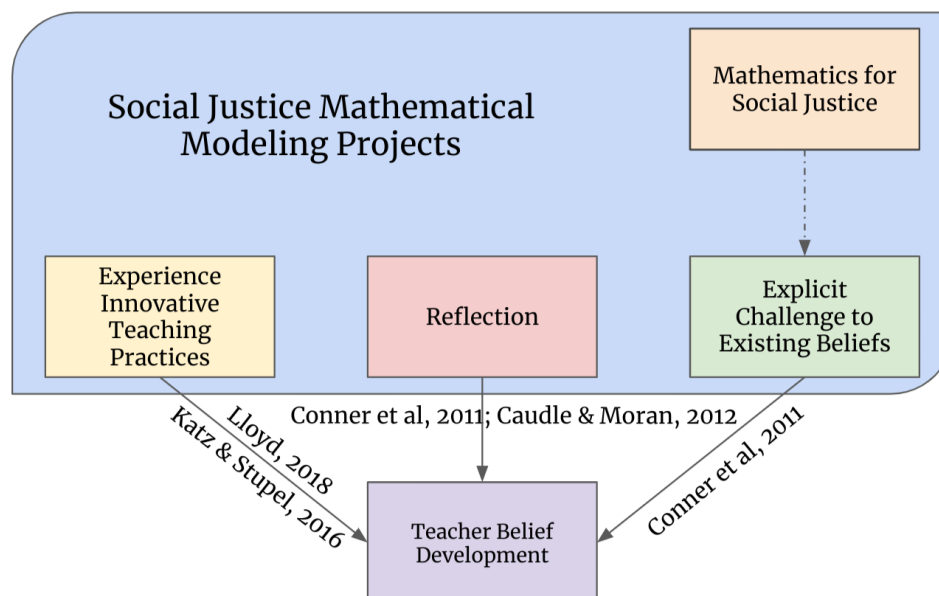 Social Justice Mathematical
Modeling Projects
Mathematics for
Social Justice
Experience
Innovative
Teaching
Practices
Reflection
Explicit
Challenge to
Existing Beliefs
Lloyd, 2018
Katz & Stupel, 2016
Conner et al, 2011; Caudle & Moran, 2012
Conner et al, 2011
Teacher Belief
Development